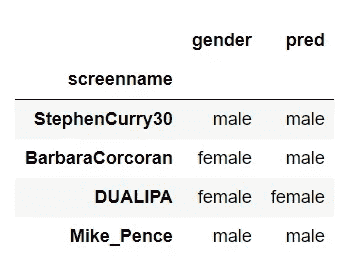 gender pred
screenname
StephenCurry30 male male
BarbaraCorcoran female male
DUALIPA female female
Mike_Pence male male